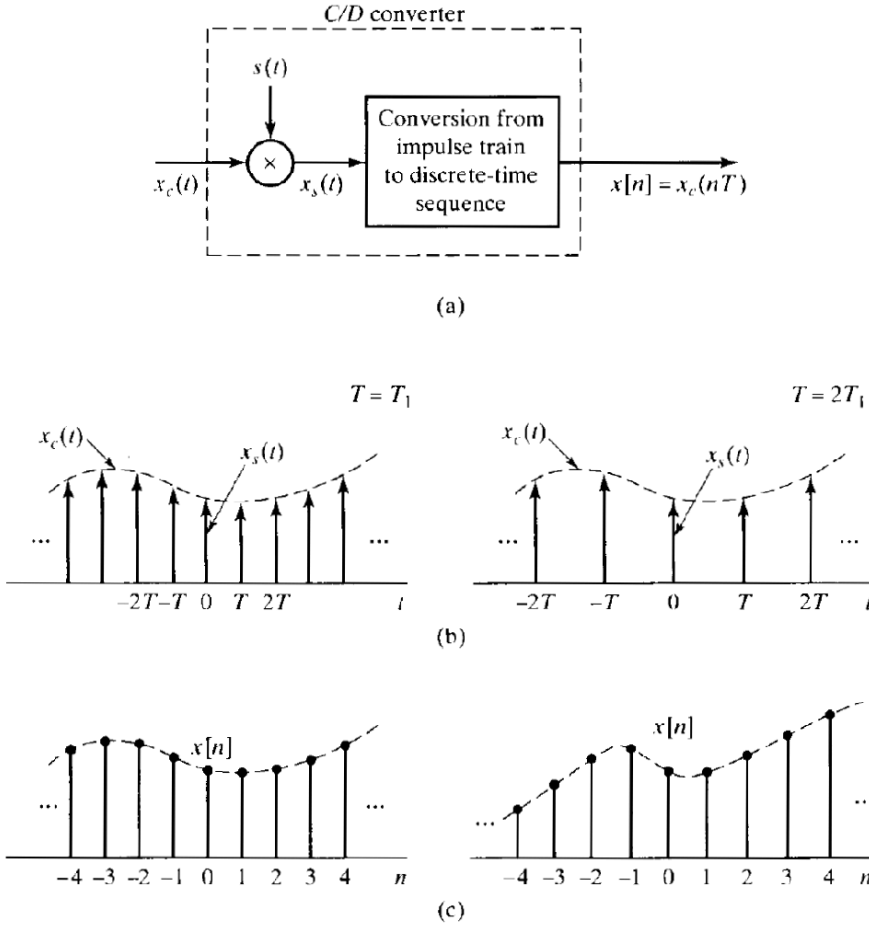 C/D converter
s(t)
×
Conversion from
impulse train
to discrete-time
sequence
x_c(t)
x_s(t)
x[n] = x_c(nT)
(a)
T = T_1
x_c(t)
x_s(t)
...
...
-2T -T 0 T 2T t
T = 2T_1
x_c(t)
x_s(t)
...
...
-2T -T 0 T 2T t
(b)
x[n]
...
...
-4 -3 -2 -1 0 1 2 3 4 n
x[n]
...
...
-4 -3 -2 -1 0 1 2 3 4 n
(c)